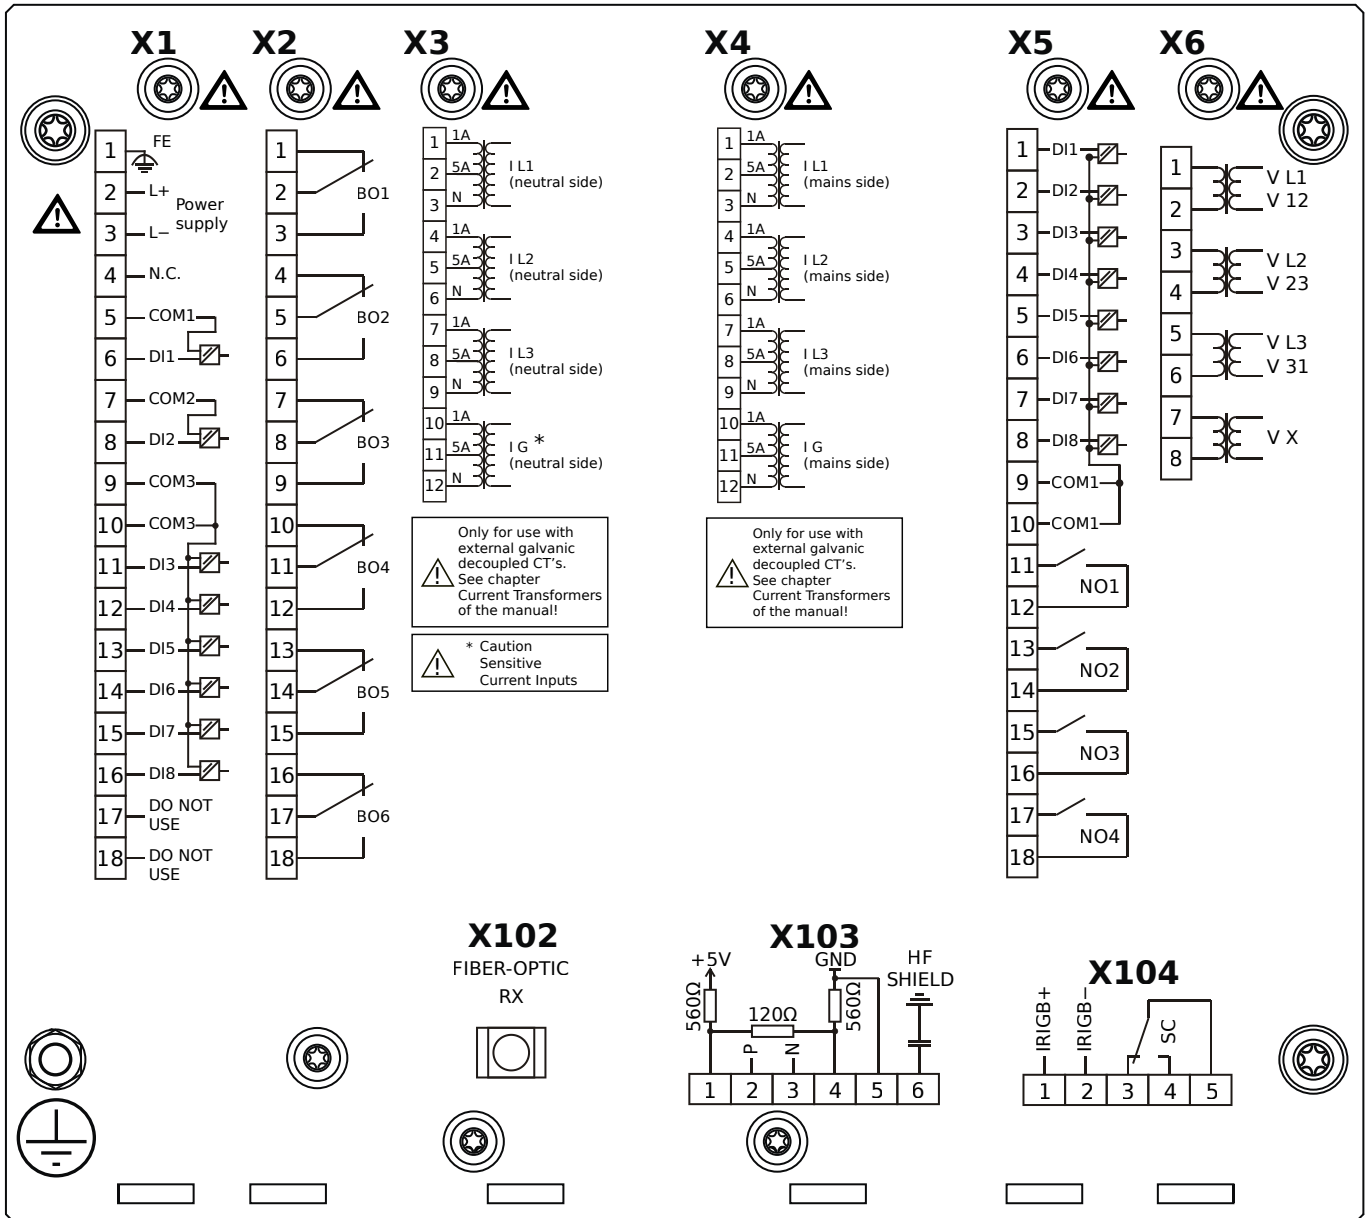 X1
1
FE
2
L+
Power
supply
3
L−
4
N.C.
5
COM1
6
DI1
7
COM2
8
DI2
9
COM3
10
COM3
11
DI3
12
DI4
13
DI5
14
DI6
15
DI7
16
DI8
17
DO NOT
USE
18
DO NOT
USE
X2
1
2
BO1
3
4
5
BO2
6
7
8
BO3
9
10
11
BO4
12
13
14
BO5
15
16
17
BO6
18
X3
1
1A
2
5A
I L1
(neutral side)
3
N
4
1A
5
5A
I L2
(neutral side)
6
N
7
1A
8
5A
I L3
(neutral side)
9
N
10
1A
11
5A
I G *
(neutral side)
12
N
Only for use with
external galvanic
decoupled CT's.
See chapter
Current Transformers
of the manual!
* Caution
Sensitive
Current Inputs
X4
1
1A
2
5A
I L1
(mains side)
3
N
4
1A
5
5A
I L2
(mains side)
6
N
7
1A
8
5A
I L3
(mains side)
9
N
10
1A
11
5A
I G
(mains side)
12
N
Only for use with
external galvanic
decoupled CT's.
See chapter
Current Transformers
of the manual!
X5
1
DI1
2
DI2
3
DI3
4
DI4
5
DI5
6
DI6
7
DI7
8
DI8
9
COM1
10
COM1
11
NO1
12
13
NO2
14
15
NO3
16
17
NO4
18
X6
1
V L1
V 12
2
3
V L2
V 23
4
5
V L3
V 31
6
7
V X
8
X102
FIBER-OPTIC
RX
X103
+5V
GND
HF
SHIELD
560Ω
120Ω
560Ω
P
N
1 2 3 4 5 6
X104
IRIGB+
IRIGB−
SC
1 2 3 4 5